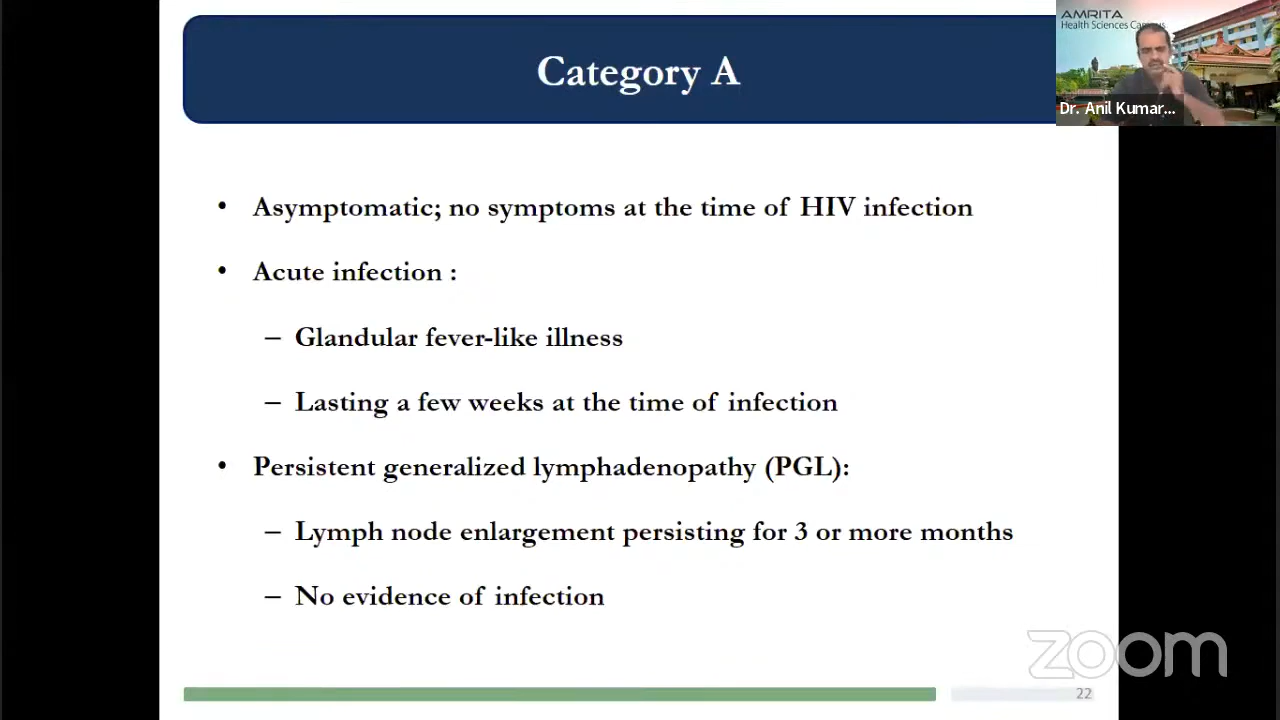 Category A
AMRITA
Health Sciences Campus
Dr. Anil Kumar...
• Asymptomatic; no symptoms at the time of HIV infection
• Acute infection :
– Glandular fever-like illness
– Lasting a few weeks at the time of infection
• Persistent generalized lymphadenopathy (PGL):
– Lymph node enlargement persisting for 3 or more months
– No evidence of infection
zoom
22